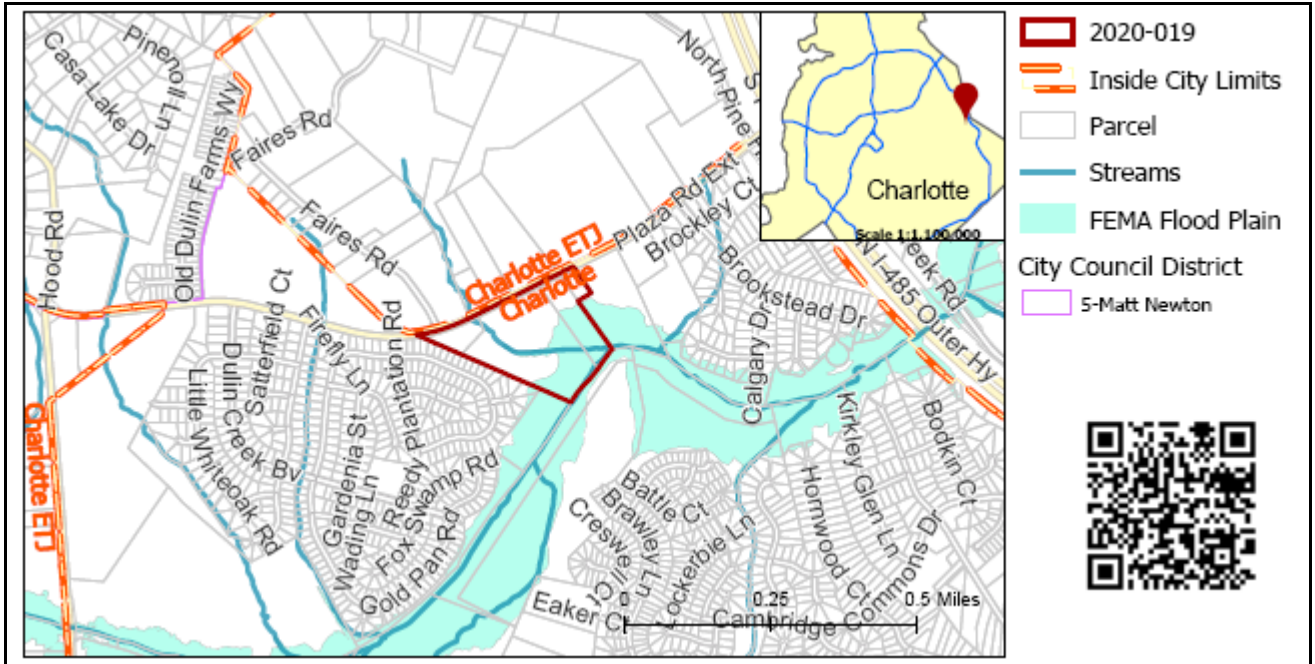 Pinenoll Ln
Casa Lake Dr
Old Dulin Farms Wy
Faires Rd
Faires Rd
Hood Rd
North Pine
Plaza Rd Ext
Brockley Ct
Charlotte ETJ
Charlotte
Charlotte
Scale 1:1,100,000
N I-485 Outer Hy
Brookstead Dr
Calgary Dr
Satterfield Ct
Firefly Ln
Dulin Creek Bv
Little Whiteoak Rd
Reedy Plantation Rd
Gardenia St
Wading Ln
Fox Swamp Rd
Gold Pan Rd
Charlotte ETJ
Kirkley Glen Ln
Bodkin Ct
Hornwood Ct
Battle Ct
Brawley Ln
Creswell Ct
Lockerbie Ln
Eaker C
Cambridge Commons Dr
0 0.25 0.5 Miles
2020-019
Inside City Limits
Parcel
Streams
FEMA Flood Plain
City Council District
5-Matt Newton